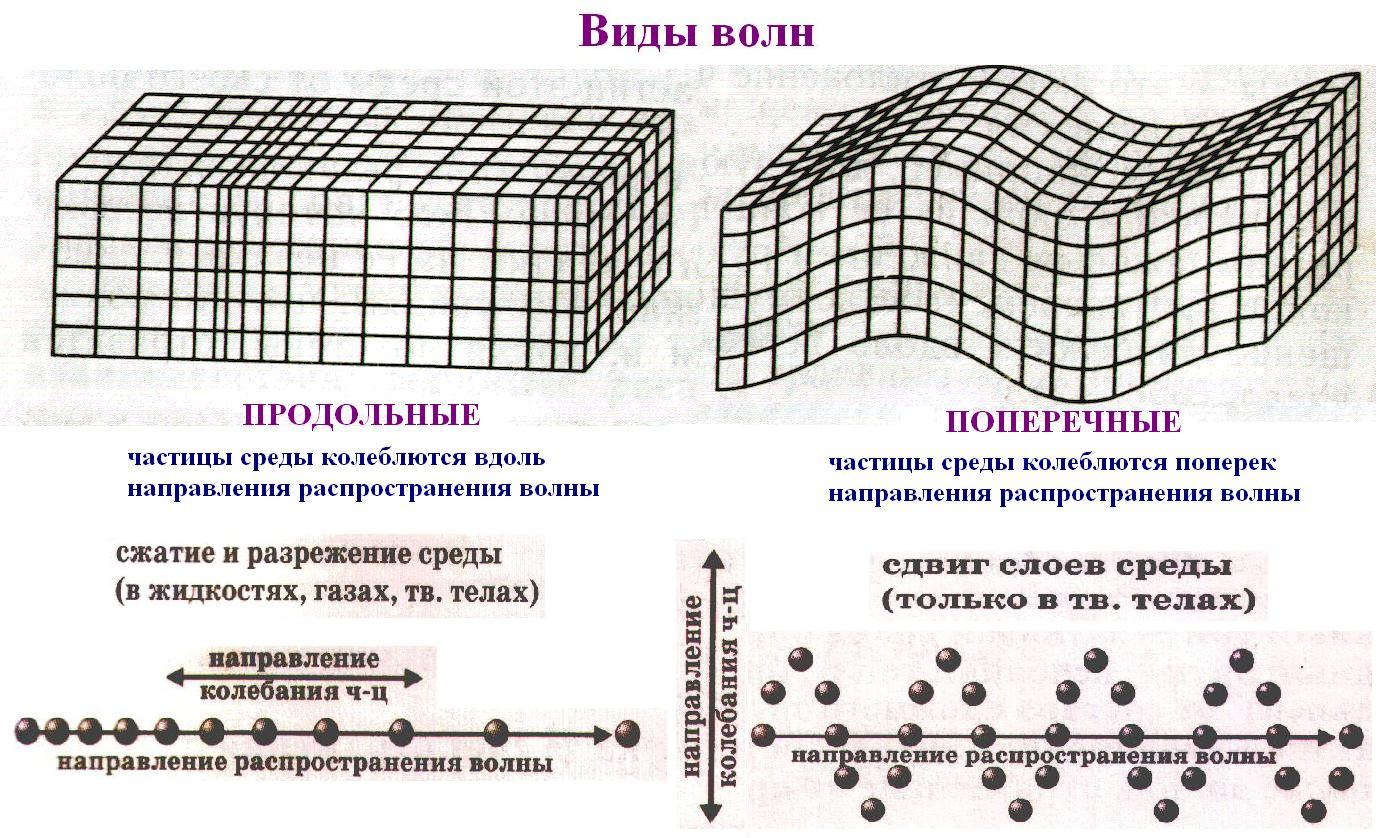 Виды волн
ПРОДОЛЬНЫЕ
частицы среды колеблются вдоль
направления распространения волны
сжатие и разрежение среды
(в жидкостях, газах, тв. телах)
направление
колебания ч-ц
направление распространения волны
ПОПЕРЕЧНЫЕ
частицы среды колеблются поперек
направления распространения волны
сдвиг слоев среды
(только в тв. телах)
направление
колебания ч-ц
направление распространения волны